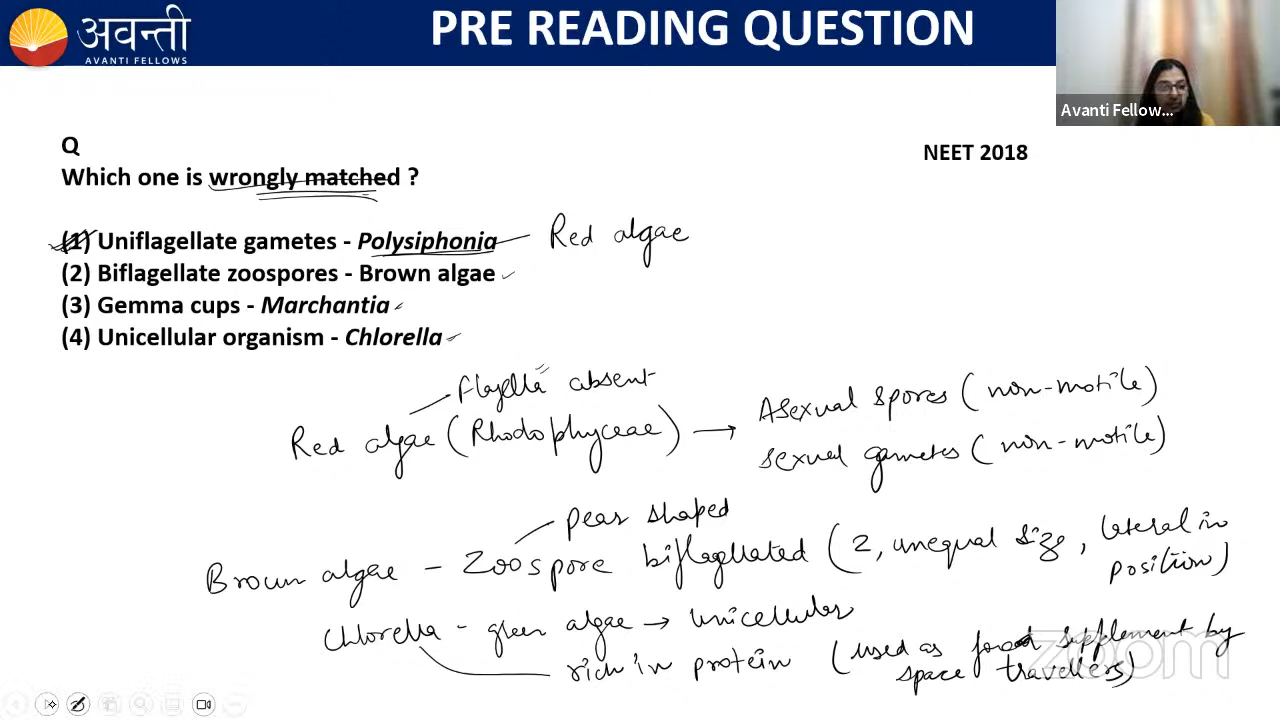 अवन्ती
AVANTI FELLOWS
PRE READING QUESTION
Avanti Fellow...
Q
NEET 2018
Which one is wrongly matched ?
(1) Uniflagellate gametes - Polysiphonia — Red algae
(2) Biflagellate zoospores - Brown algae
(3) Gemma cups - Marchantia
(4) Unicellular organism - Chlorella
Flagella absent
Red algae (Rhodophyceae) → Asexual spores (non-motile)
sexual gametes (non-motile)
pear shaped
Brown algae - Zoospore biflagllated (2, unequal size, lateral in
position)
Chlorella - green algae → unicellular
rich in protein (used as food supplement by
space travellers)
zoom